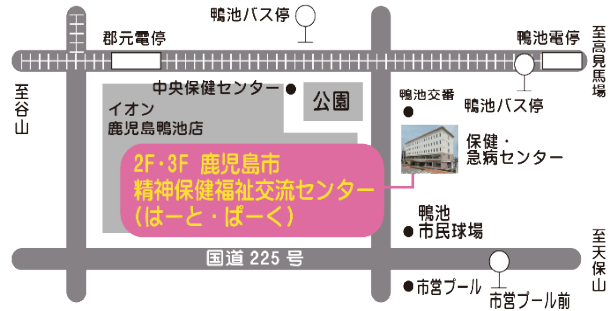 鴨池バス停
郡元電停
鴨池電停
至高見馬場
至谷山
中央保健センター
公園
鴨池交番
鴨池バス停
イオン
鹿児島鴨池店
保健・
急病センター
2F・3F 鹿児島市
精神保健福祉交流センター
(はーと・ぱーく)
鴨池
市民球場
至天保山
国道225号
市営プール
市営プール前